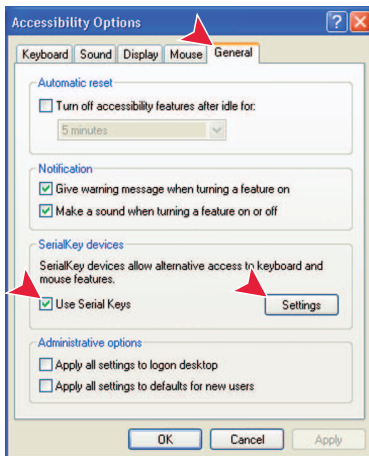 Accessibility Options
Keyboard Sound Display Mouse General
Automatic reset
Turn off accessibility features after idle for:
5 minutes
Notification
Give warning message when turning a feature on
Make a sound when turning a feature on or off
SerialKey devices
SerialKey devices allow alternative access to keyboard and
mouse features.
Use Serial Keys
Settings
Administrative options
Apply all settings to logon desktop
Apply all settings to defaults for new users
OK Cancel Apply